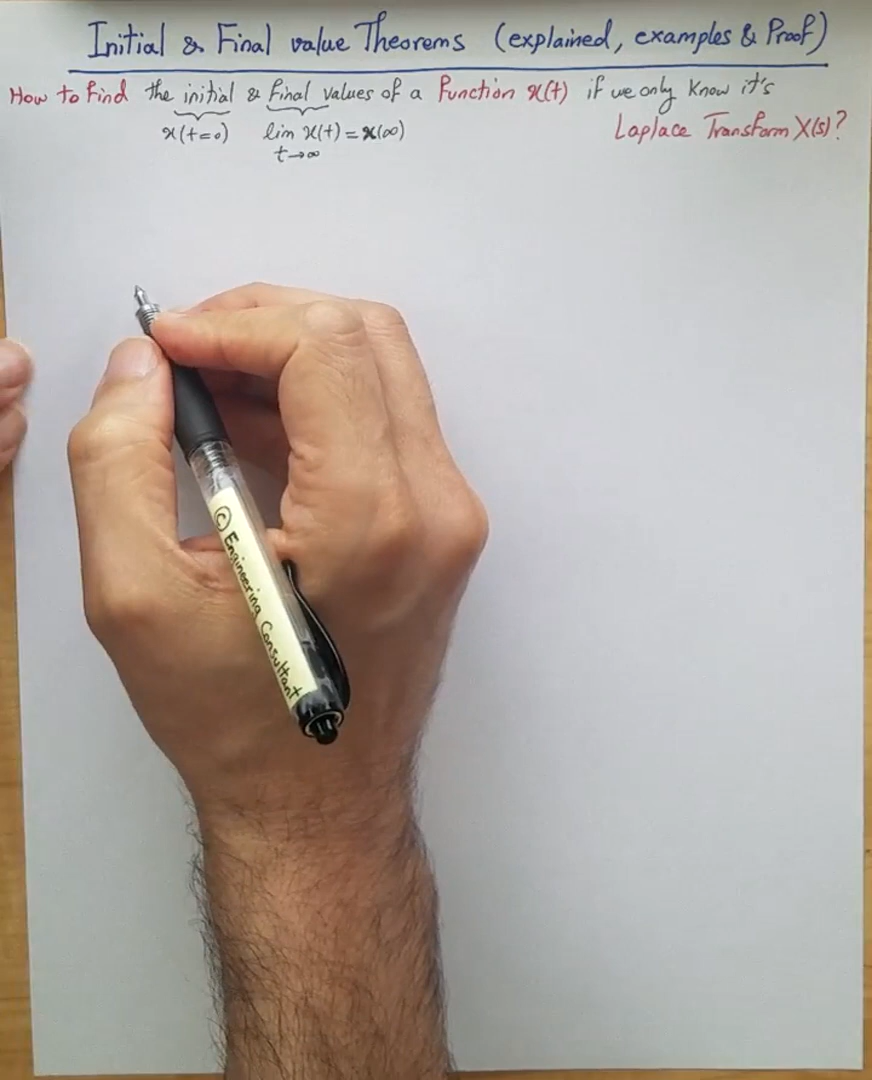 Initial & Final value Theorems (explained, examples & Proof)
How to find the initial & final values of a function x(t) if we only know it's
x(t=0) lim x(t) = x(∞) Laplace Transform X(s)?
t→∞
© Engineering Consultant